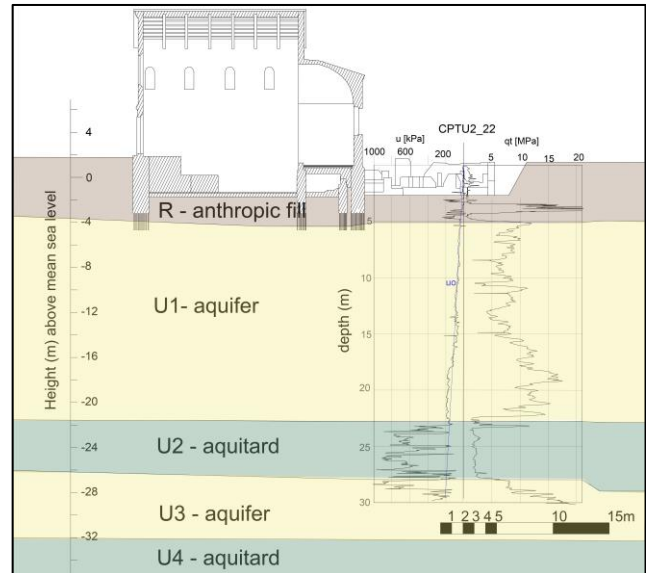 CPTU2_22
u [kPa] qt [MPa]
1000 600 200 5 10 15 20
4
0
-4
-8
-12
-16
-20
-24
-28
-32
Height (m) above mean sea level
R - anthropic fill
U1- aquifer
U2 - aquitard
U3 - aquifer
U4 - aquitard
depth (m)
5
10
15
20
25
30
uo
1 2 3 4 5 10 15m